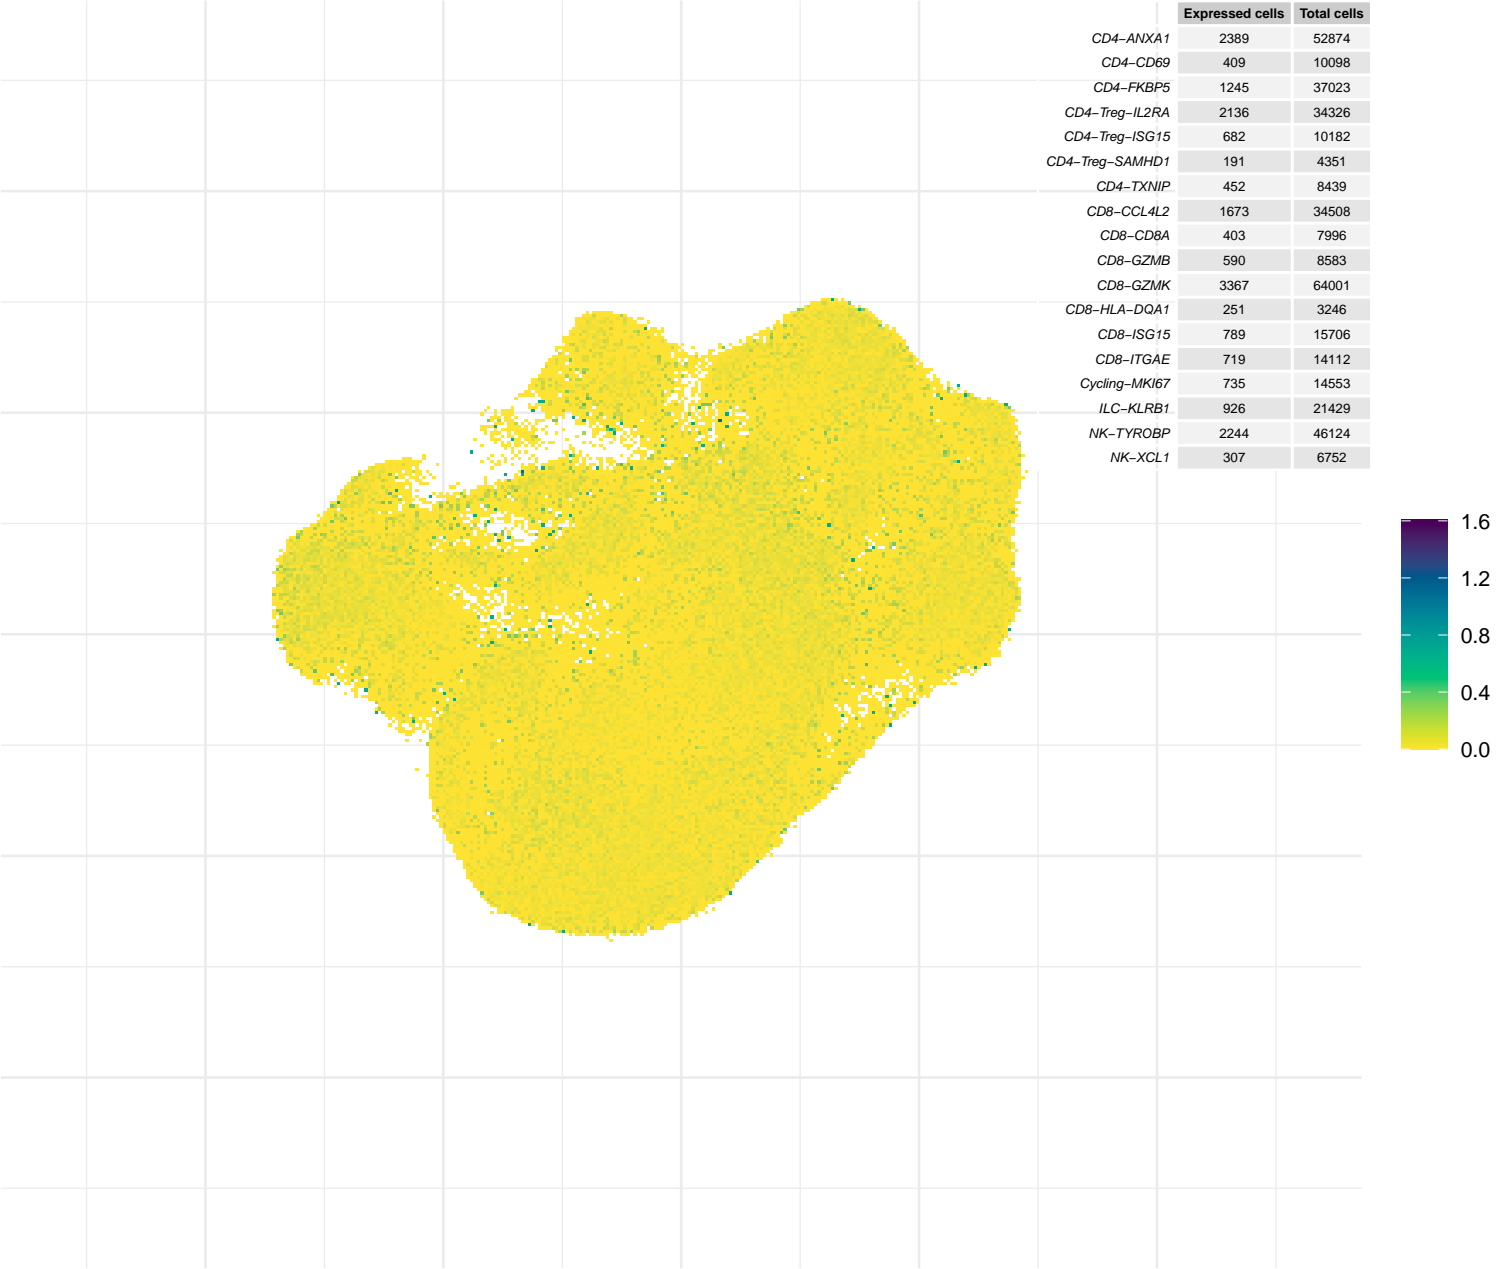 Expressed cells Total cells
CD4−ANXA1 2389 52874
CD4−CD69 409 10098
CD4−FKBP5 1245 37023
CD4−Treg−IL2RA 2136 34326
CD4−Treg−ISG15 682 10182
CD4−Treg−SAMHD1 191 4351
CD4−TXNIP 452 8439
CD8−CCL4L2 1673 34508
CD8−CD8A 403 7996
CD8−GZMB 590 8583
CD8−GZMK 3367 64001
CD8−HLA−DQA1 251 3246
CD8−ISG15 789 15706
CD8−ITGAE 719 14112
Cycling−MKI67 735 14553
ILC−KLRB1 926 21429
NK−TYROBP 2244 46124
NK−XCL1 307 6752
1.6
1.2
0.8
0.4
0.0